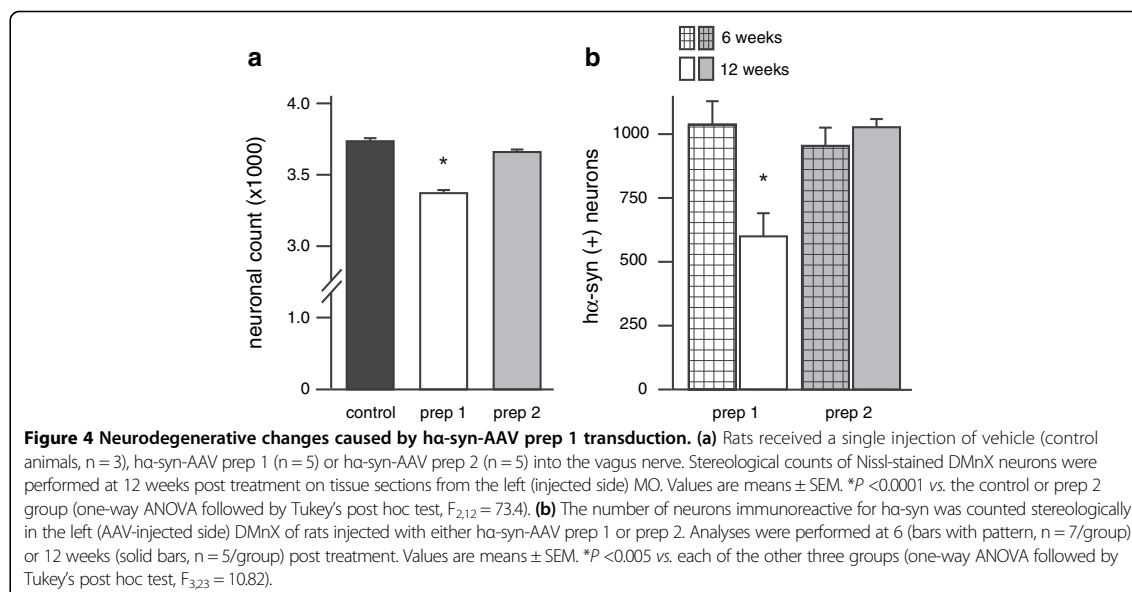 a
neuronal count (x1000)
4.0
3.5
3.0
1.0
0
*
control prep 1 prep 2
b
6 weeks
12 weeks
hα-syn (+) neurons
1000
750
500
250
0
*
prep 1 prep 2
Figure 4 Neurodegenerative changes caused by hα-syn-AAV prep 1 transduction. (a) Rats received a single injection of vehicle (control
animals, n = 3), hα-syn-AAV prep 1 (n = 5) or hα-syn-AAV prep 2 (n = 5) into the vagus nerve. Stereological counts of Nissl-stained DMnX neurons were
performed at 12 weeks post treatment on tissue sections from the left (injected side) MO. Values are means ± SEM. *P <0.0001 vs. the control or prep 2
group (one-way ANOVA followed by Tukey's post hoc test, F2,12 = 73.4). (b) The number of neurons immunoreactive for hα-syn was counted stereologically
in the left (AAV-injected side) DMnX of rats injected with either hα-syn-AAV prep 1 or prep 2. Analyses were performed at 6 (bars with pattern, n = 7/group)
or 12 weeks (solid bars, n = 5/group) post treatment. Values are means ± SEM. *P <0.005 vs. each of the other three groups (one-way ANOVA followed by
Tukey's post hoc test, F3,23 = 10.82).